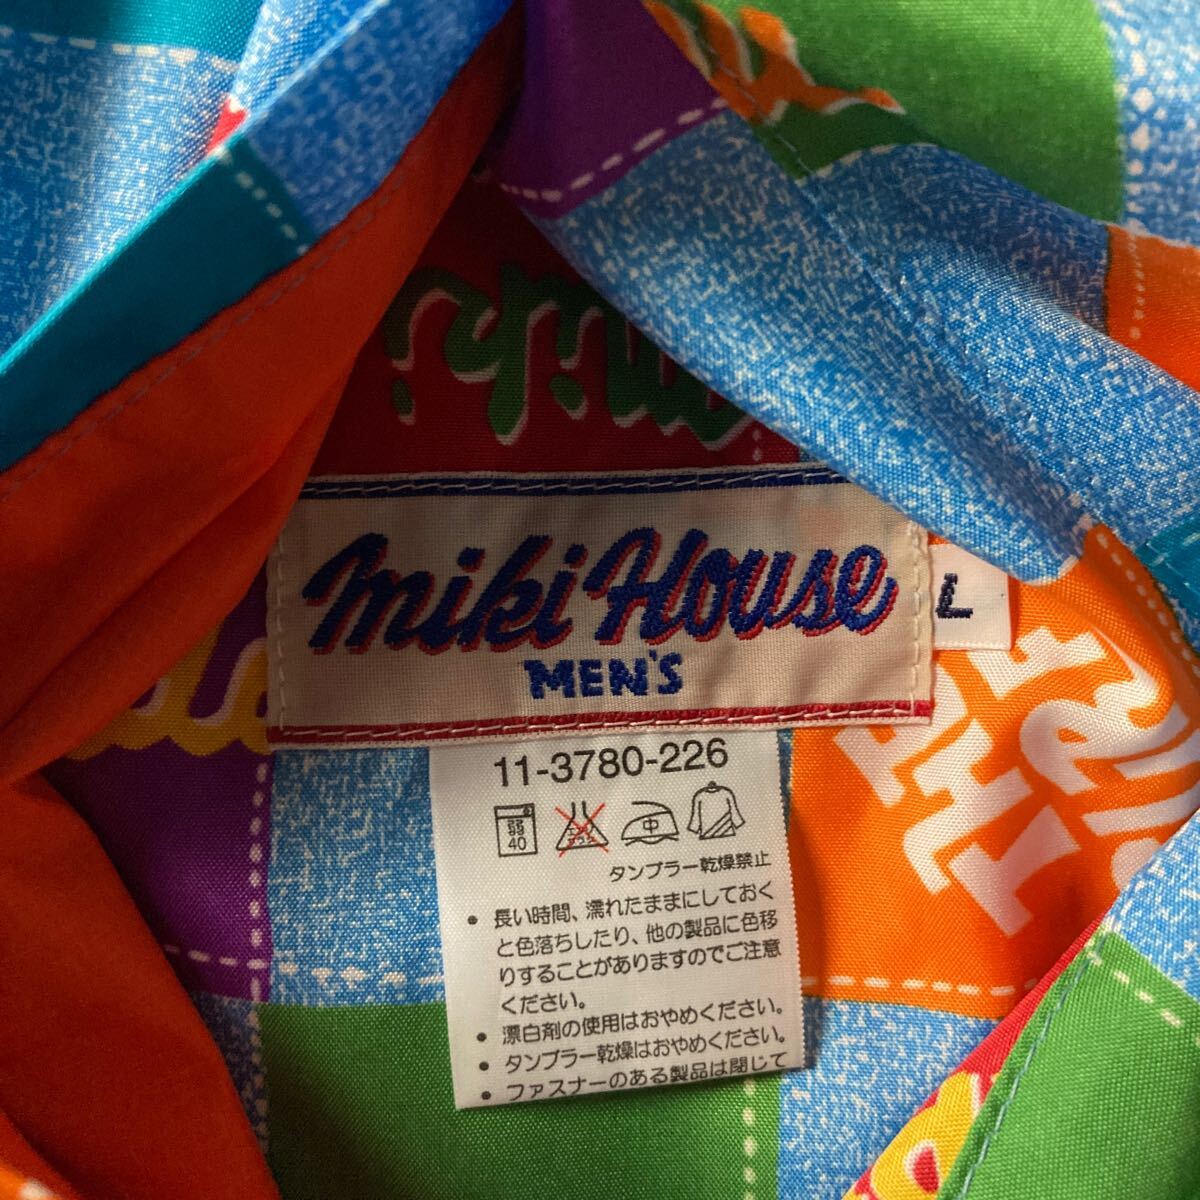 miki House
MEN'S
L
11-3780-226
弱
40
中
タンブラー乾燥禁止
• 長い時間、濡れたままにしておく
と色落ちしたり、他の製品に色移
りすることがありますのでご注意
ください。
• 漂白剤の使用はおやめください。
• タンブラー乾燥はおやめください。
• ファスナーのある製品は閉じて